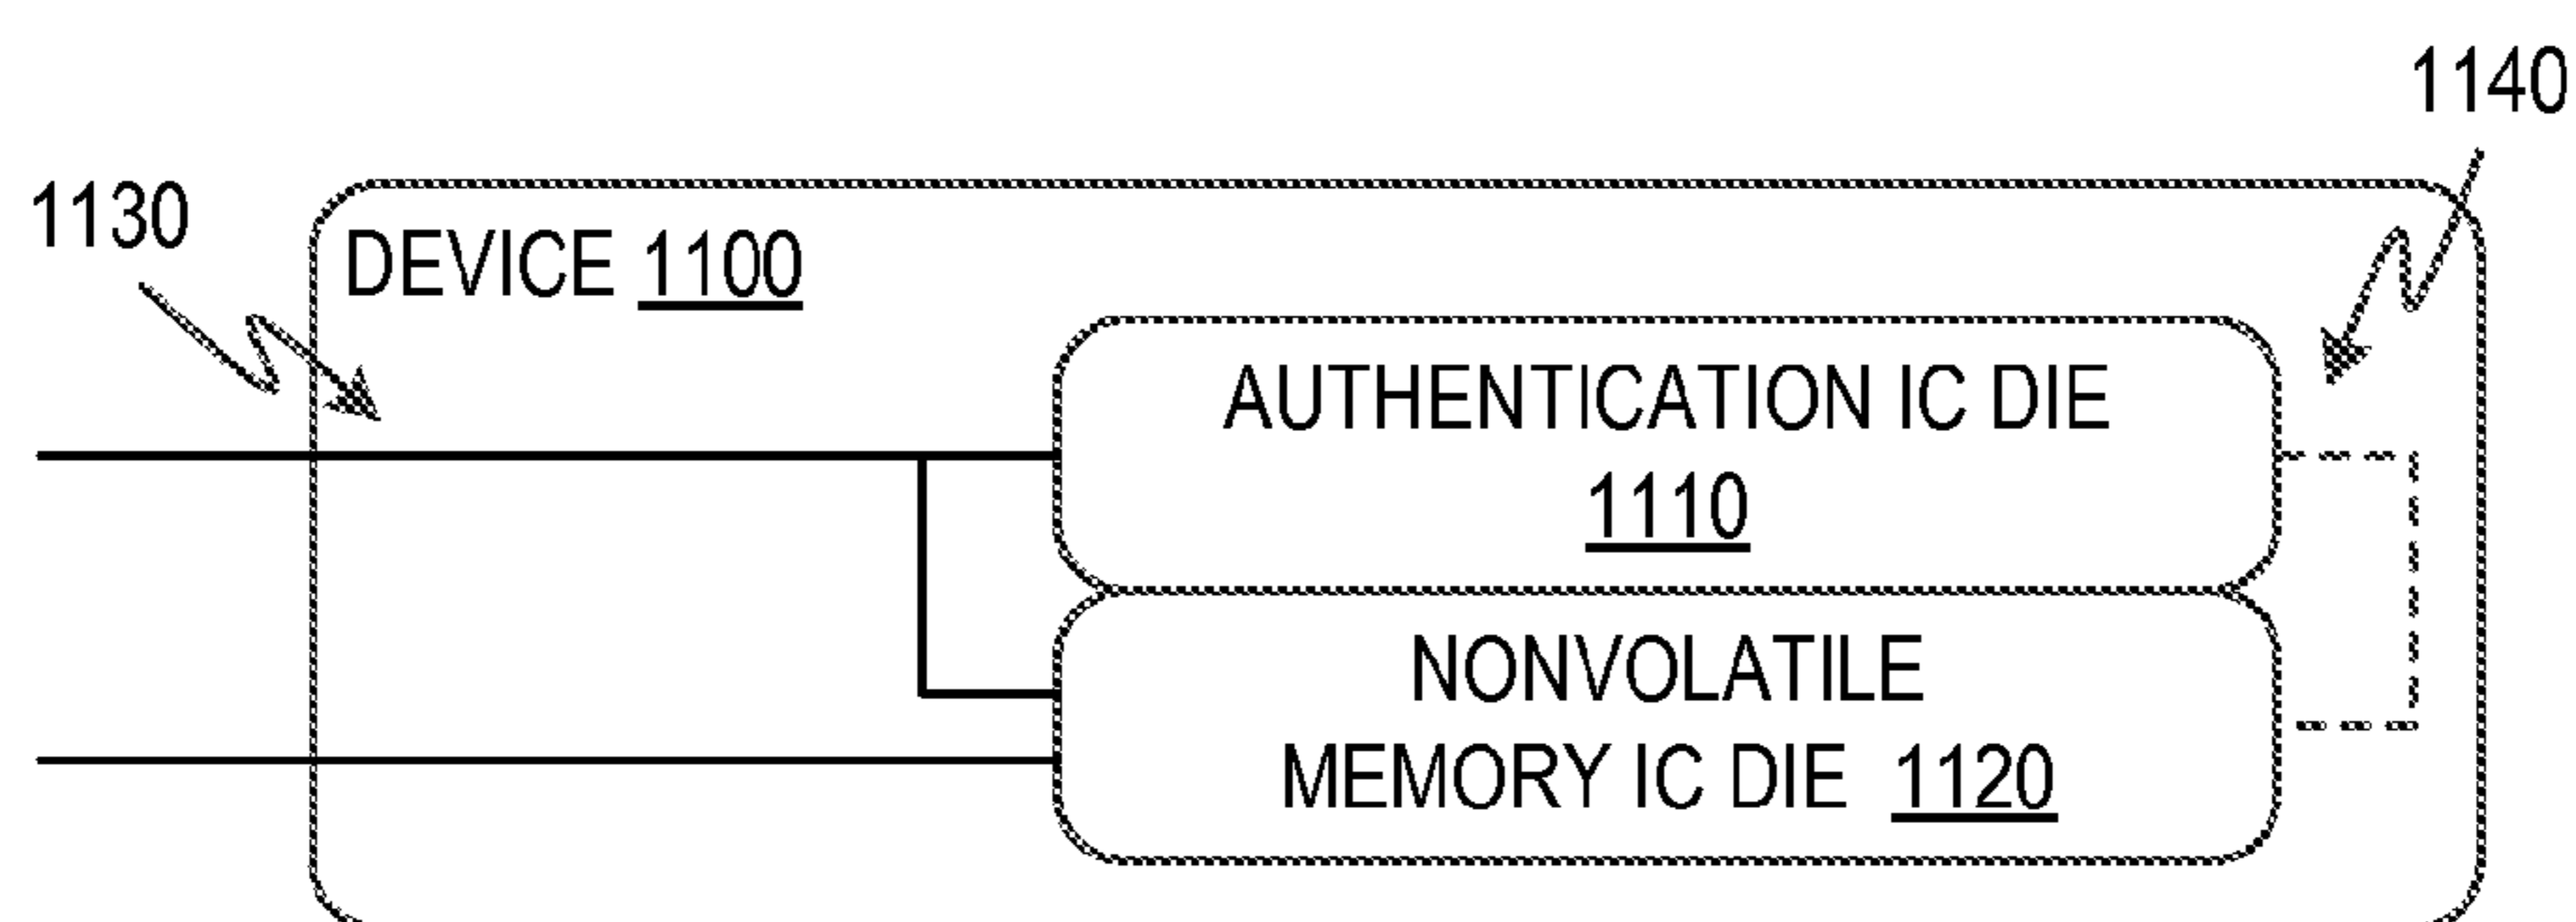 1140
1130
DEVICE 1100
AUTHENTICATION IC DIE
1110
NONVOLATILE
MEMORY IC DIE 1120